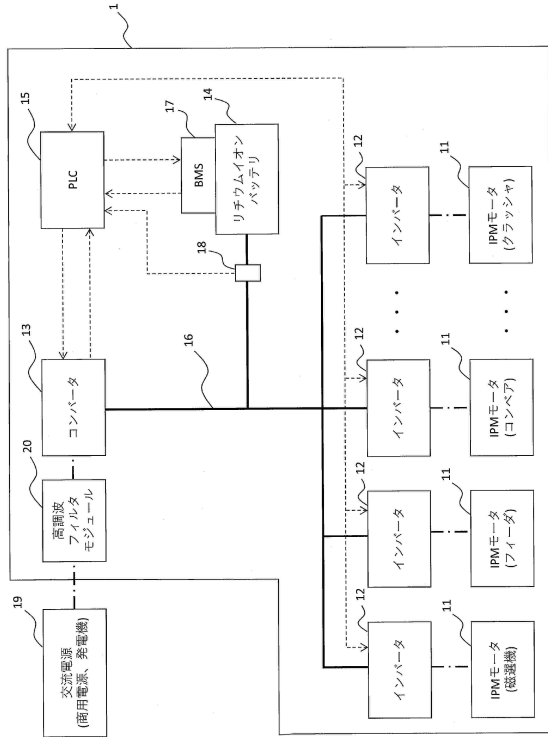 1
19
交流電源
(商用電源、発電機)
20
高調波
フィルタ
モジュール
13
コンバータ
15
PLC
17
BMS
14
リチウムイオン
バッテリ
18
16
12
インバータ
11
IPMモータ
(磁選機)
12
インバータ
11
IPMモータ
(フィーダ)
12
インバータ
11
IPMモータ
(コンベア)
・・・
・・・
12
インバータ
11
IPMモータ
(クラッシャ)